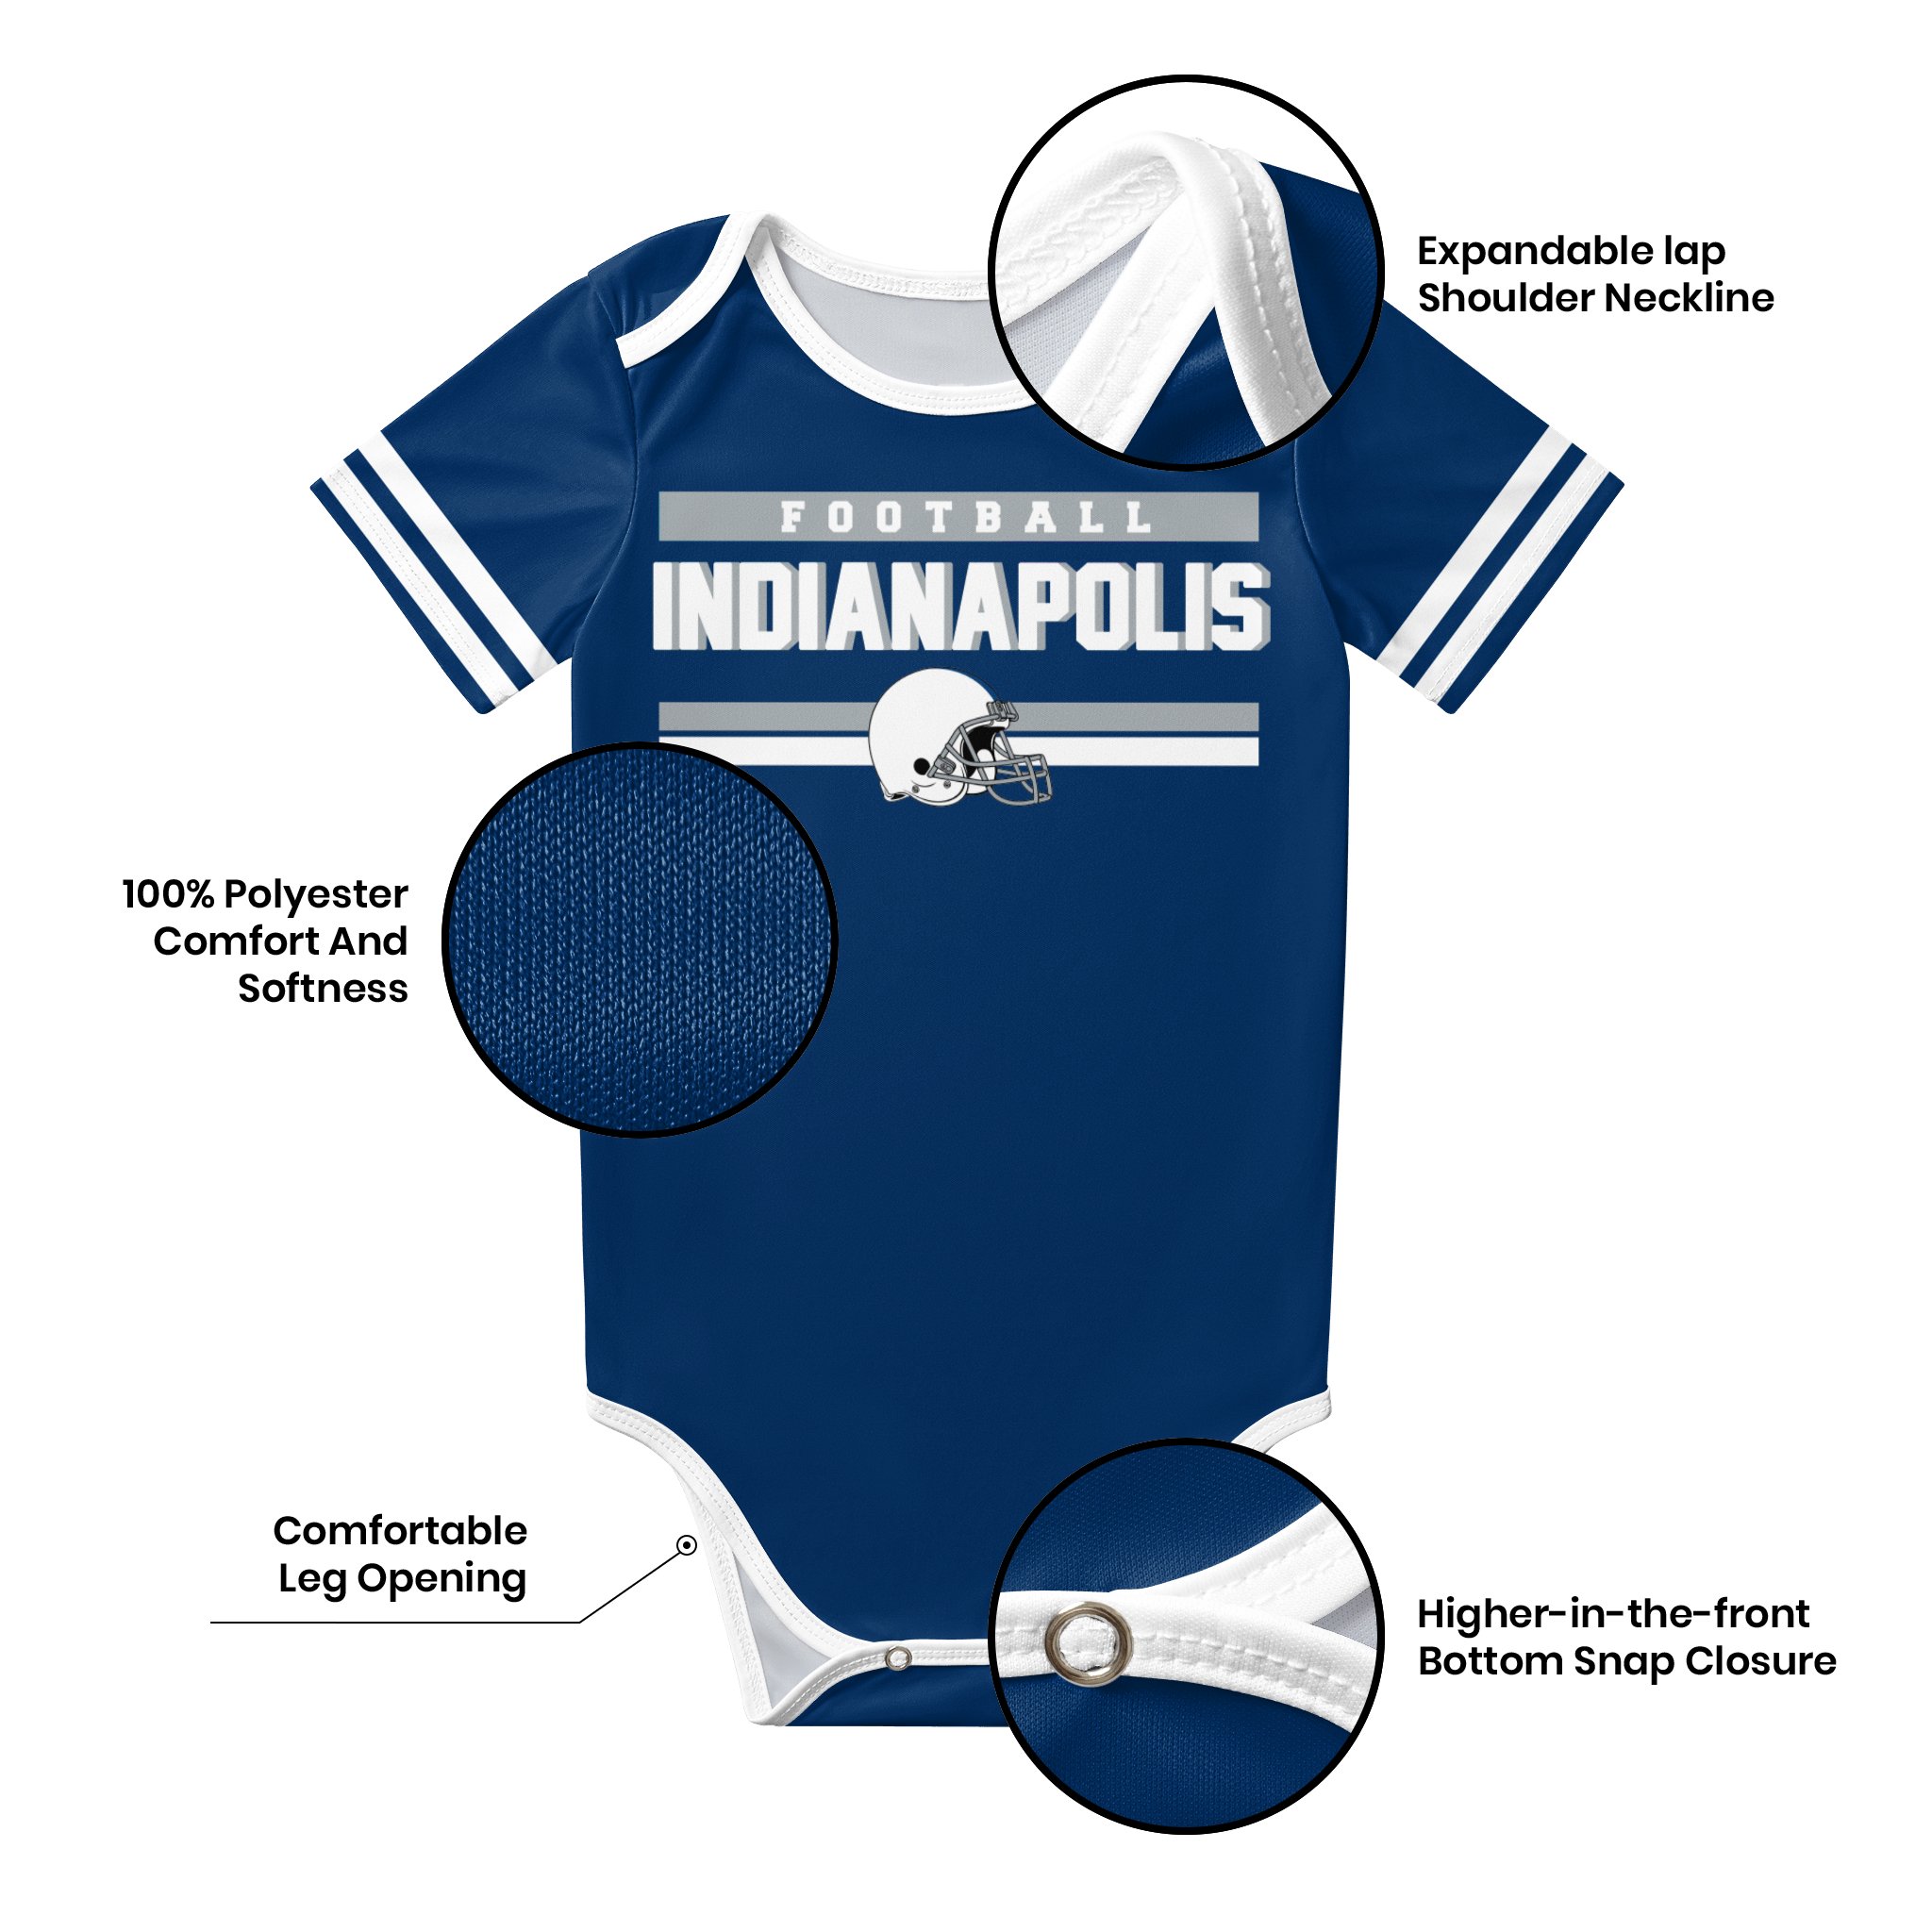 Expandable lap
Shoulder Neckline
FOOTBALL
INDIANAPOLIS
100% Polyester
Comfort And
Softness
Comfortable
Leg Opening
Higher-in-the-front
Bottom Snap Closure